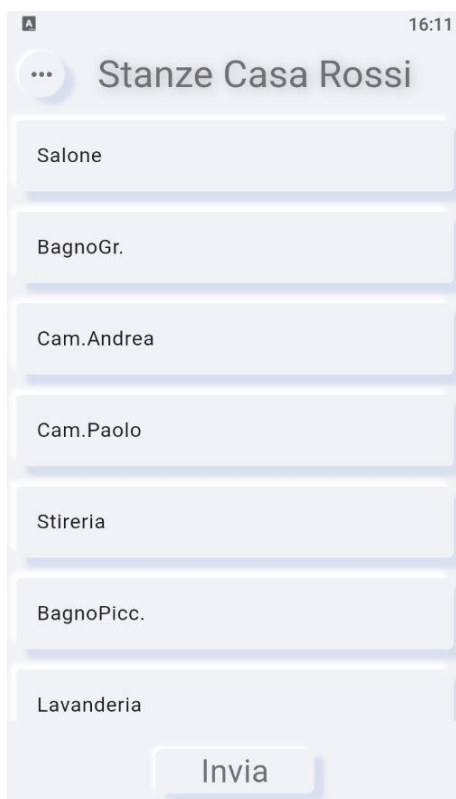 A
16:11
Stanze Casa Rossi
Salone
BagnoGr.
Cam.Andrea
Cam.Paolo
Stireria
BagnoPicc.
Lavanderia
Invia